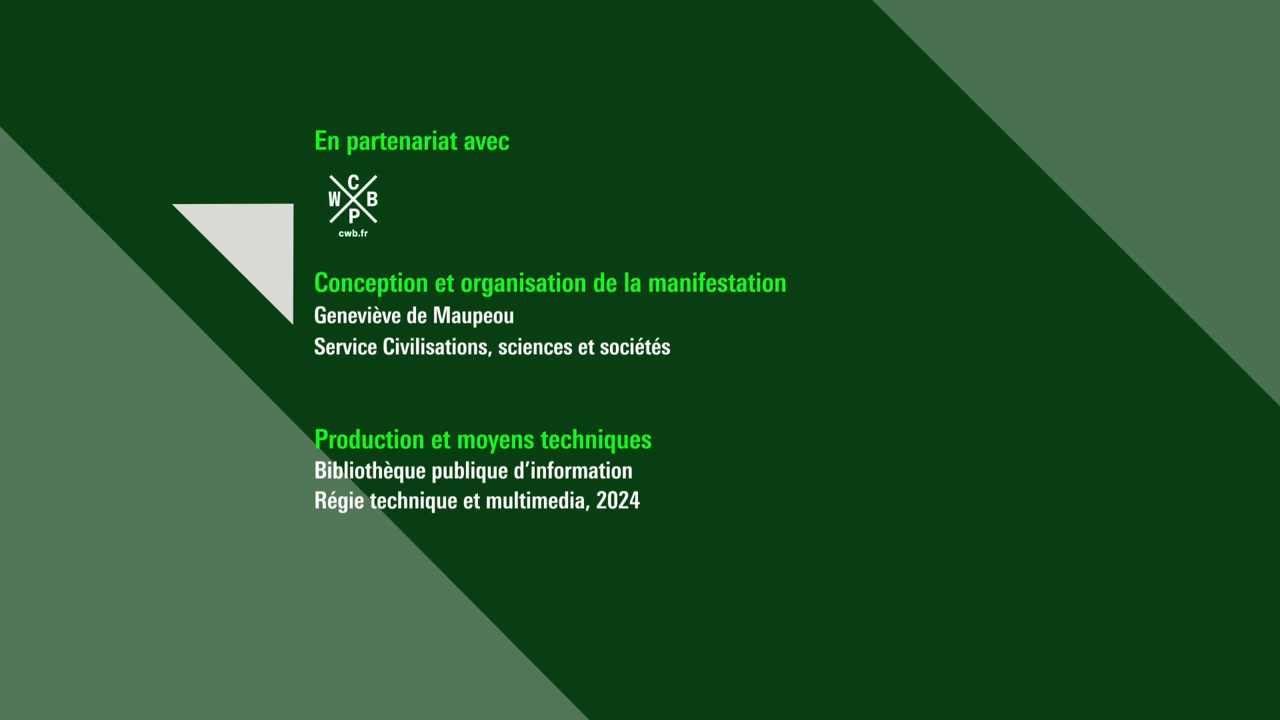 En partenariat avec
C
W B
P
cwb.fr
Conception et organisation de la manifestation
Geneviève de Maupeou
Service Civilisations, sciences et sociétés
Production et moyens techniques
Bibliothèque publique d’information
Régie technique et multimedia, 2024